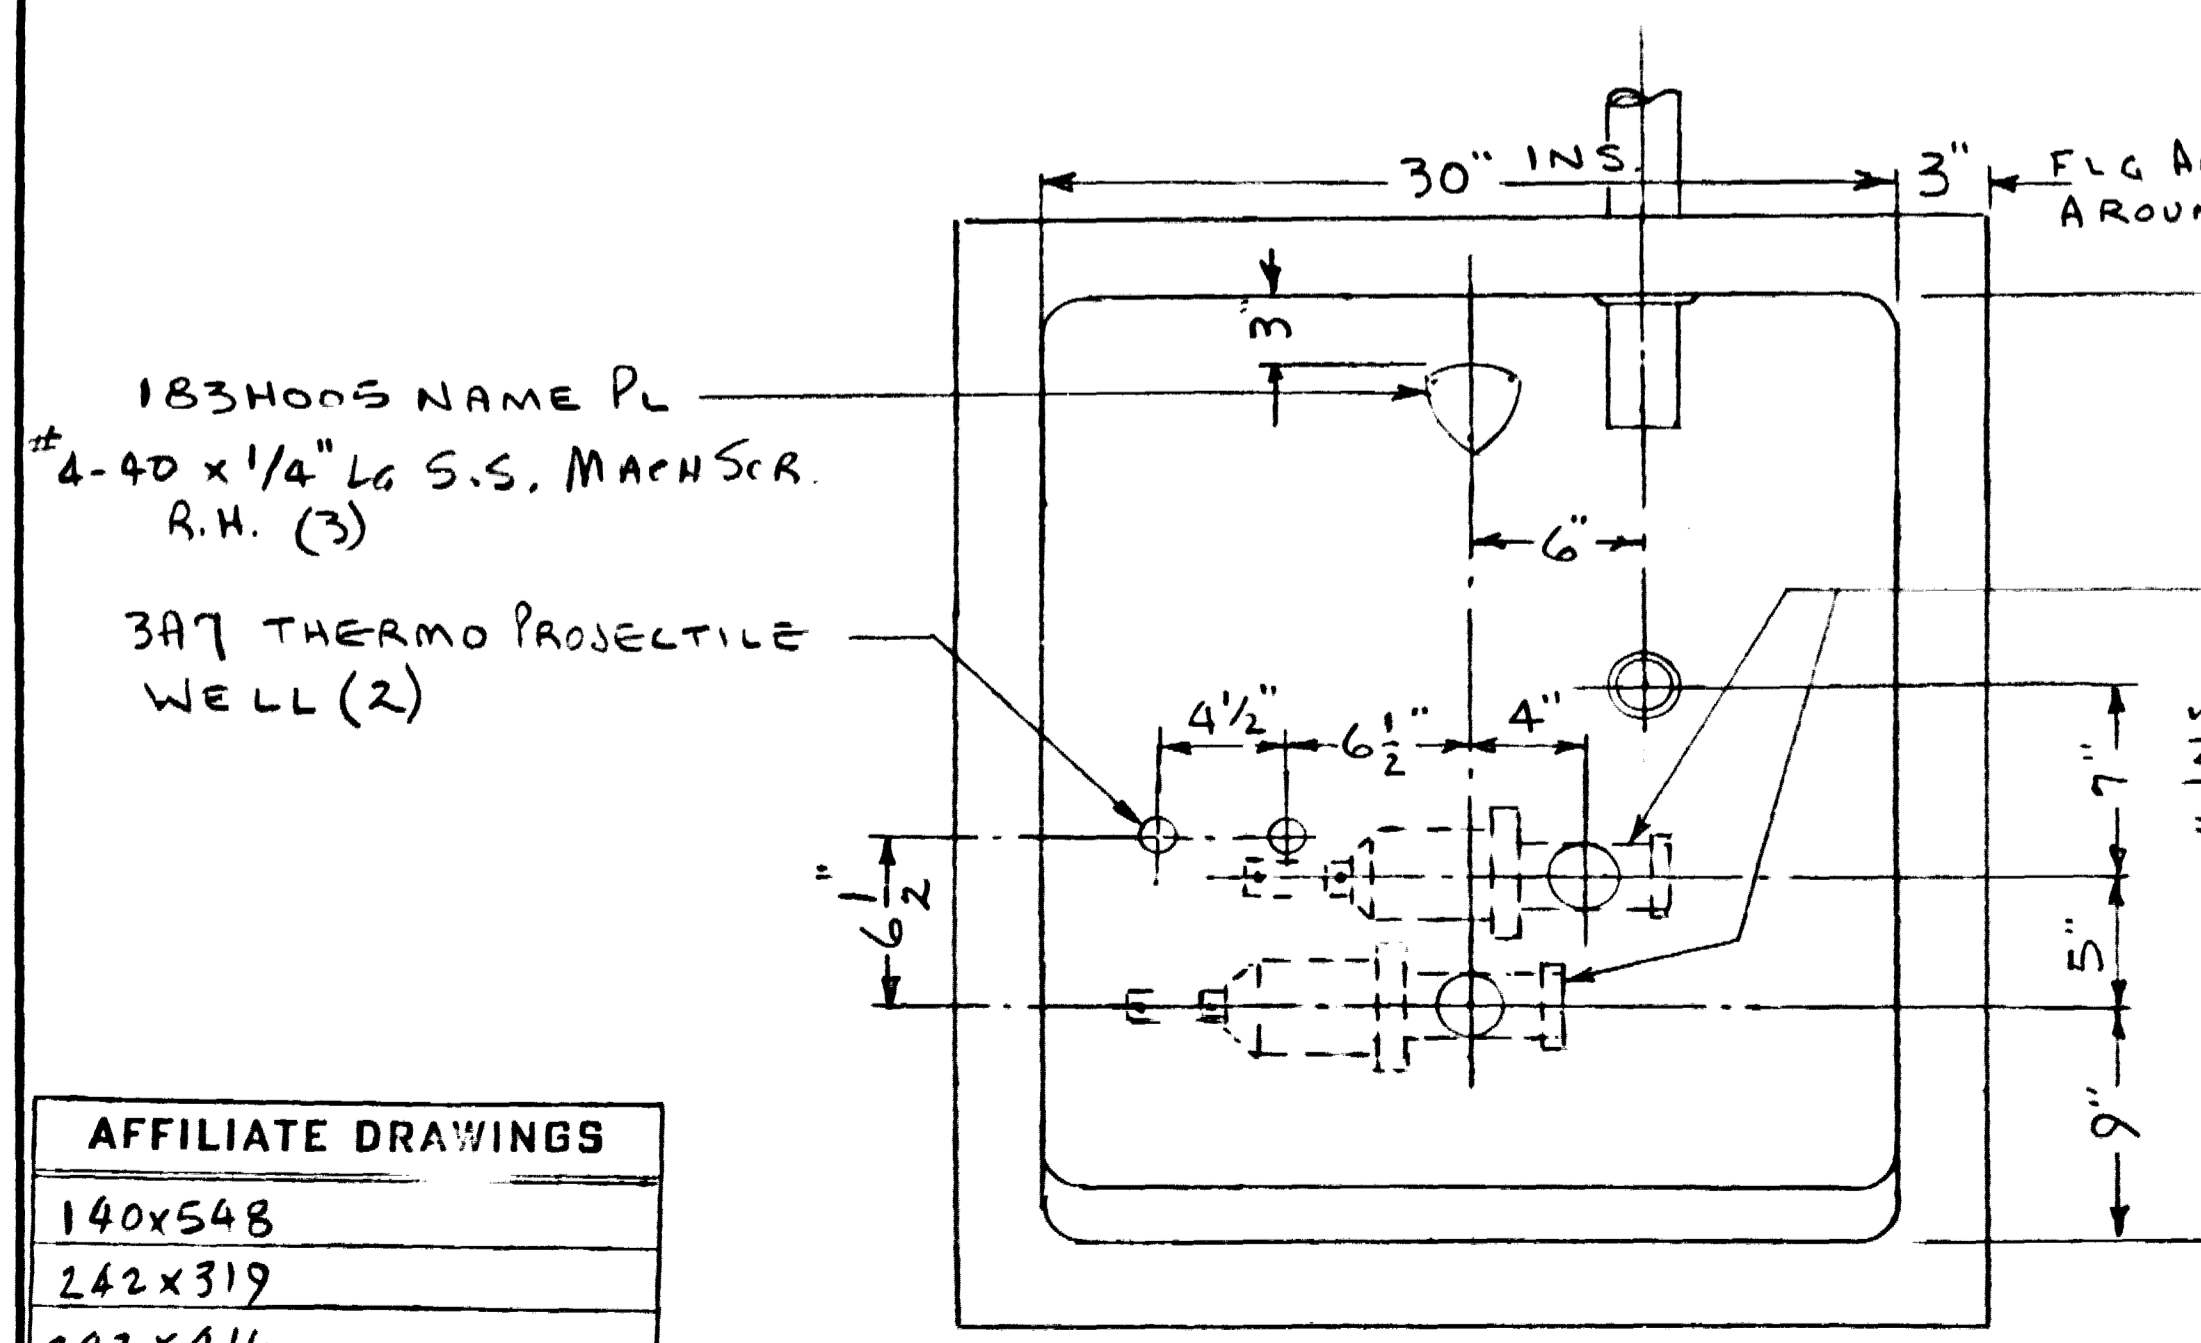 30" INS.
3"
FLG
3"
183H005 NAME PL
#4-40 x 1/4" LG S.S. MACH SCR.
R.H. (3)
6"
3A7 THERMO PROJECTILE
WELL (2)
4 1/2"
6 1/2"
4"
7"
" INS
6 1/2"
5"
9"
AFFILIATE DRAWINGS
140x548
242x319